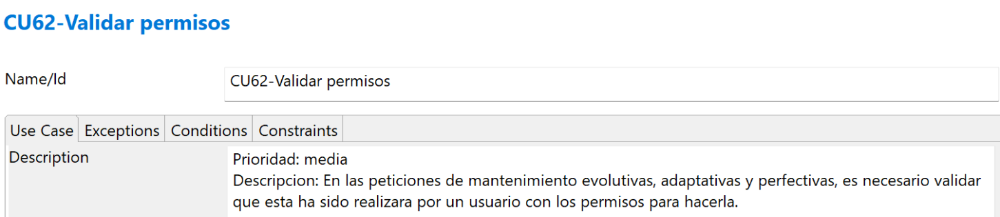 CU62-Validar permisos
Name/Id
CU62-Validar permisos
Use Case Exceptions Conditions Constraints
Description
Prioridad: media
Descripcion: En las peticiones de mantenimiento evolutivas, adaptativas y perfectivas, es necesario validar
que esta ha sido realizara por un usuario con los permisos para hacerla.